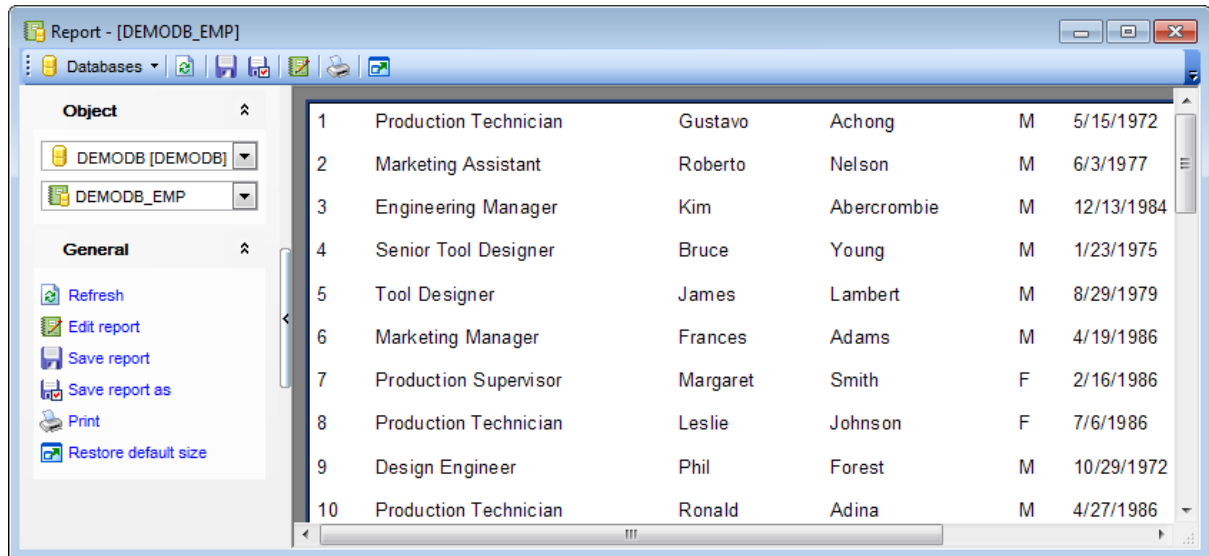 Report - [DEMODB_EMP]
Databases
Object
DEMODB [DEMODB]
DEMODB_EMP
General
Refresh
Edit report
Save report
Save report as
Print
Restore default size
1 Production Technician Gustavo Achong M 5/15/1972
2 Marketing Assistant Roberto Nelson M 6/3/1977
3 Engineering Manager Kim Abercrombie M 12/13/1984
4 Senior Tool Designer Bruce Young M 1/23/1975
5 Tool Designer James Lambert M 8/29/1979
6 Marketing Manager Frances Adams M 4/19/1986
7 Production Supervisor Margaret Smith F 2/16/1986
8 Production Technician Leslie Johnson F 7/6/1986
9 Design Engineer Phil Forest M 10/29/1972
10 Production Technician Ronald Adina M 4/27/1986